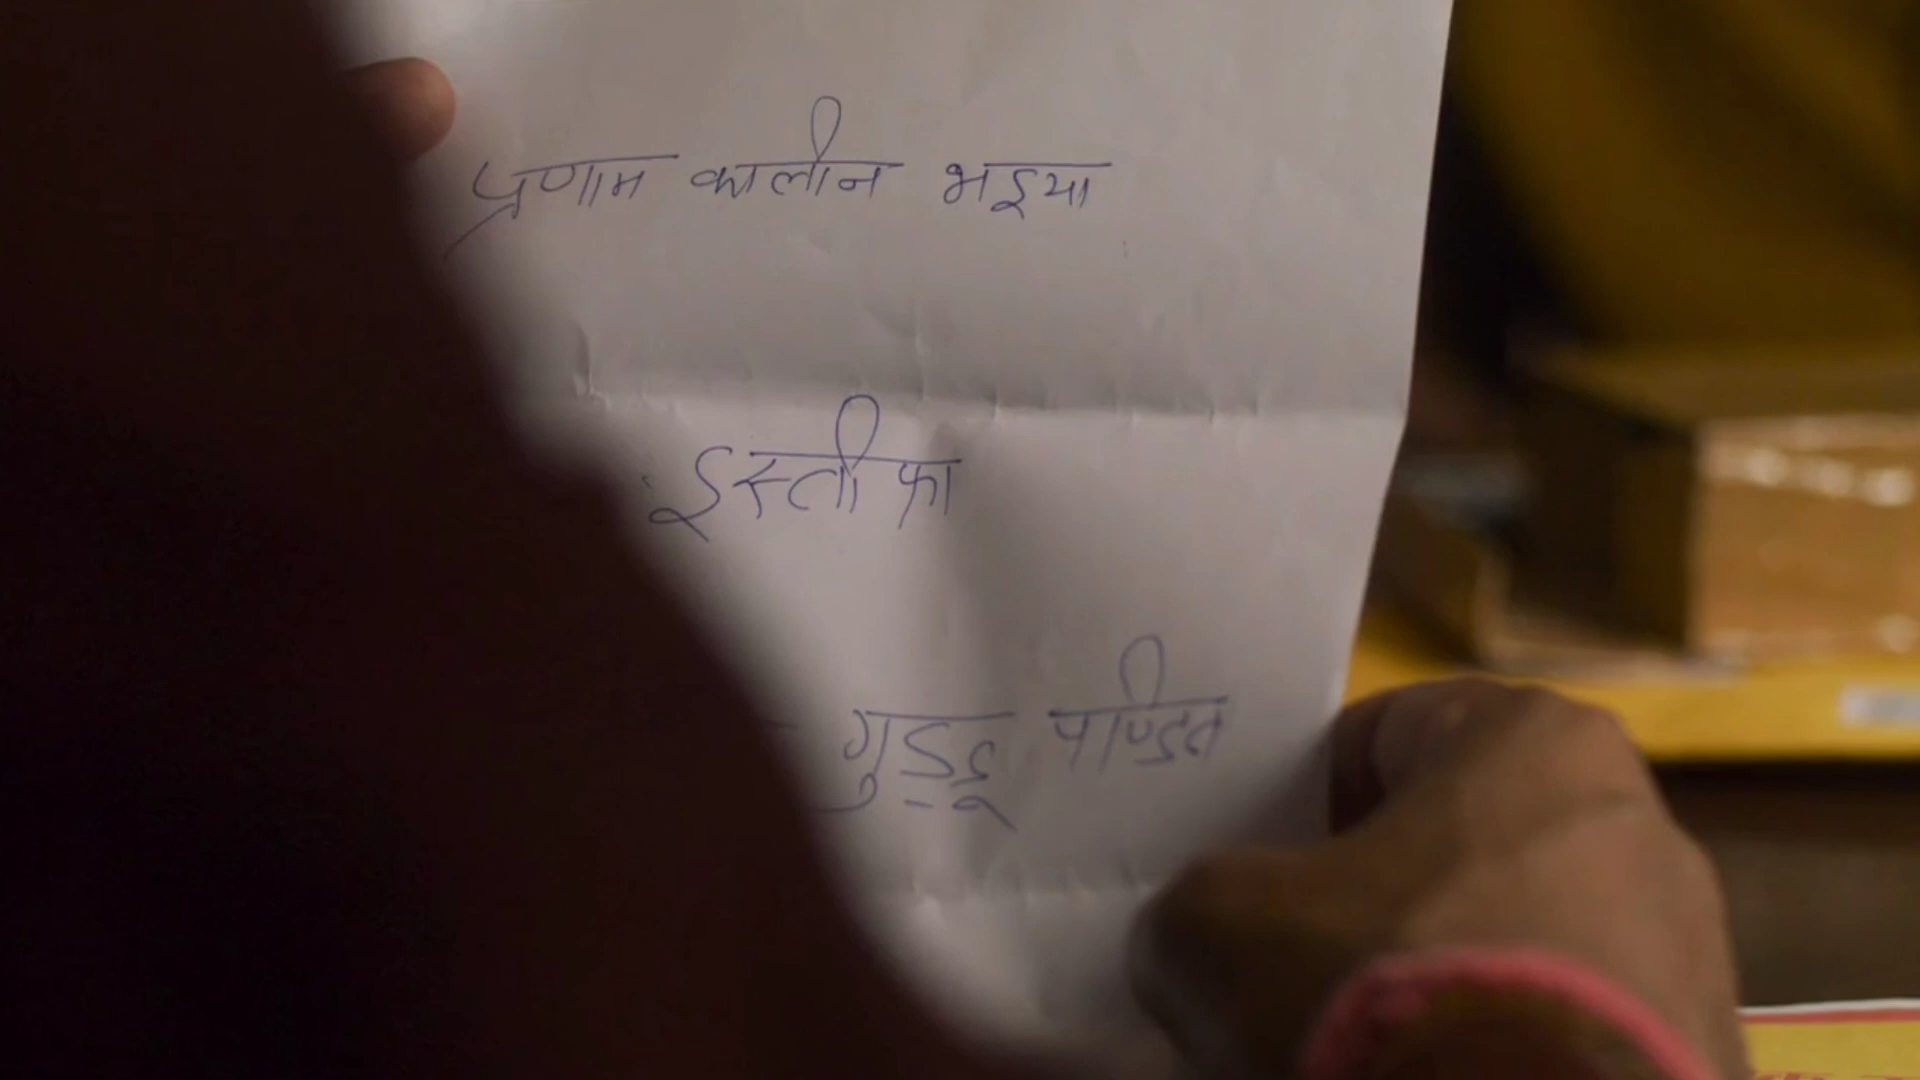 प्रणाम कालीन भइया
इस्तीफा
- गुड्डू पण्डित